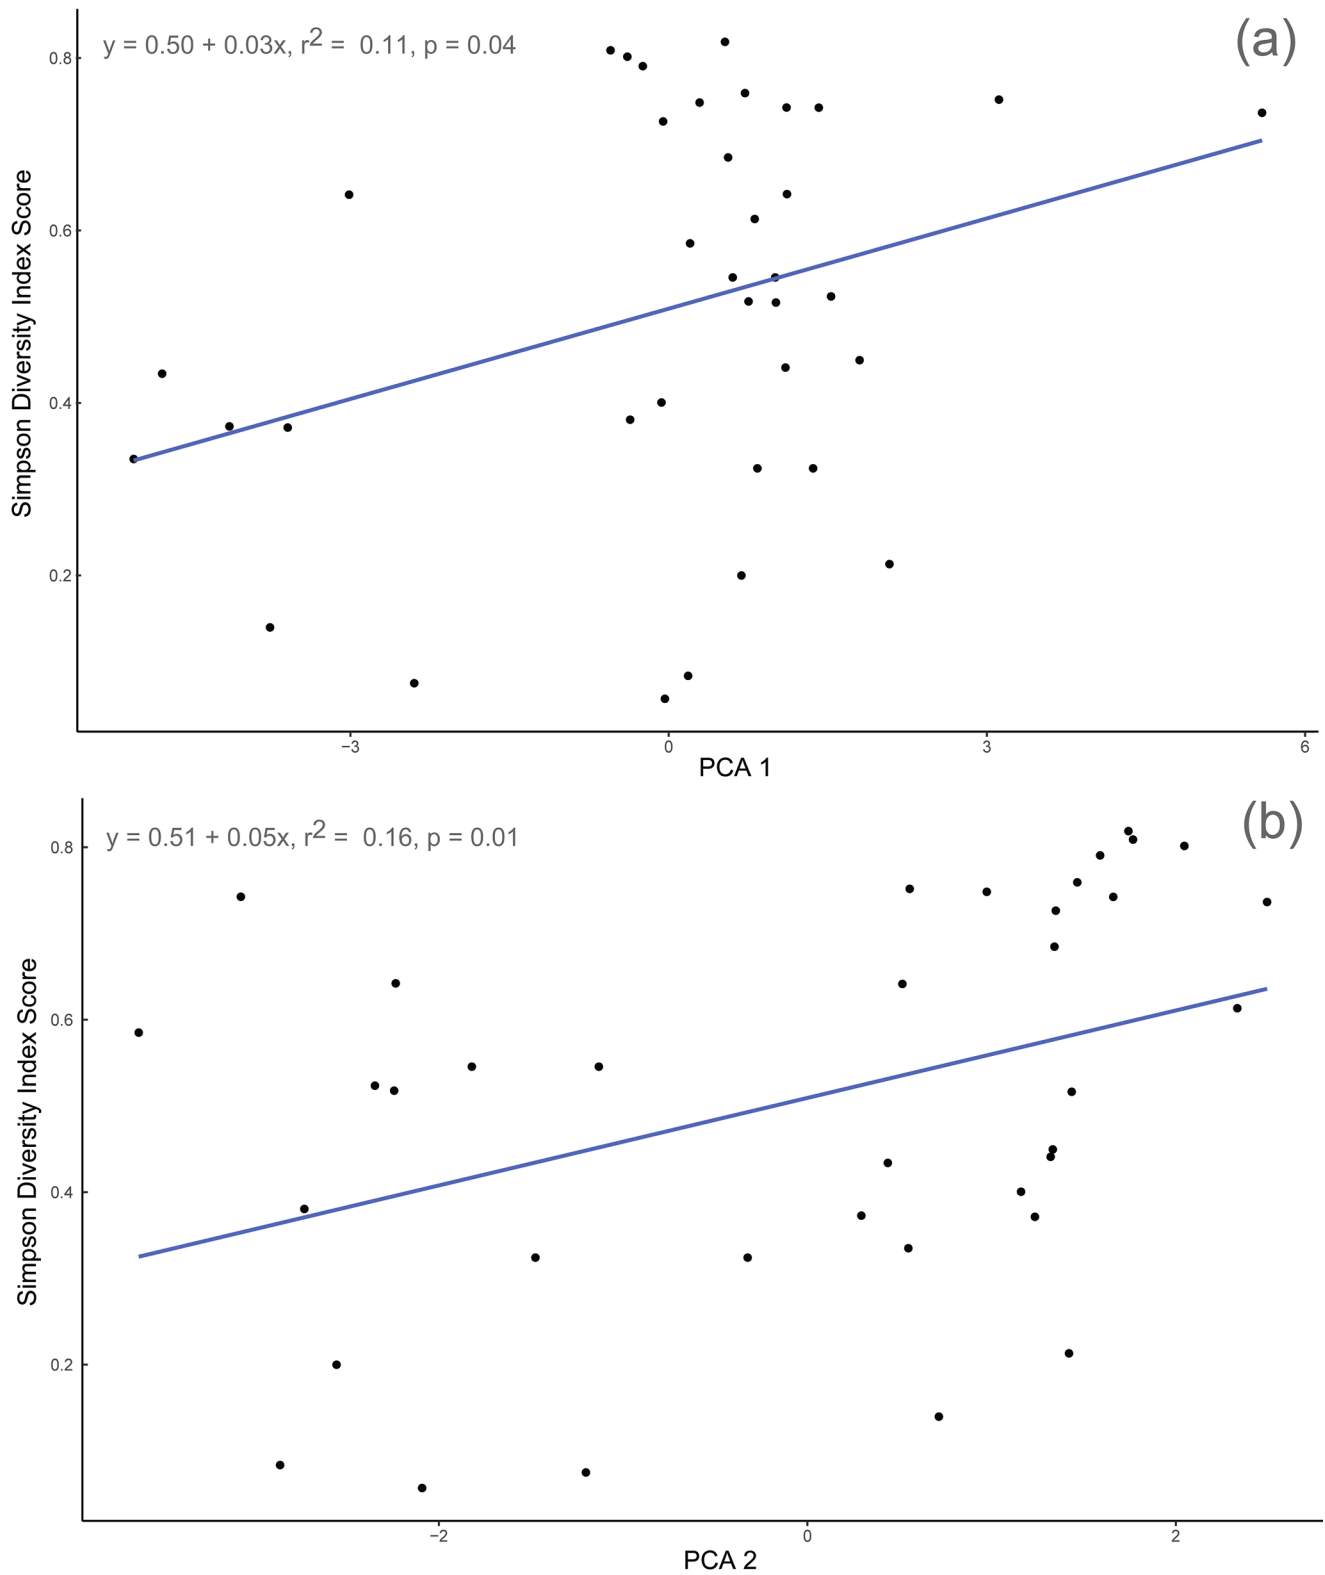 y = 0.50 + 0.03x, r2 = 0.11, p = 0.04
(a)
Simpson Diversity Index Score
0.8
0.6
0.4
0.2
−3 0 3 6
PCA 1
y = 0.51 + 0.05x, r2 = 0.16, p = 0.01
(b)
Simpson Diversity Index Score
0.8
0.6
0.4
0.2
−2 0 2
PCA 2